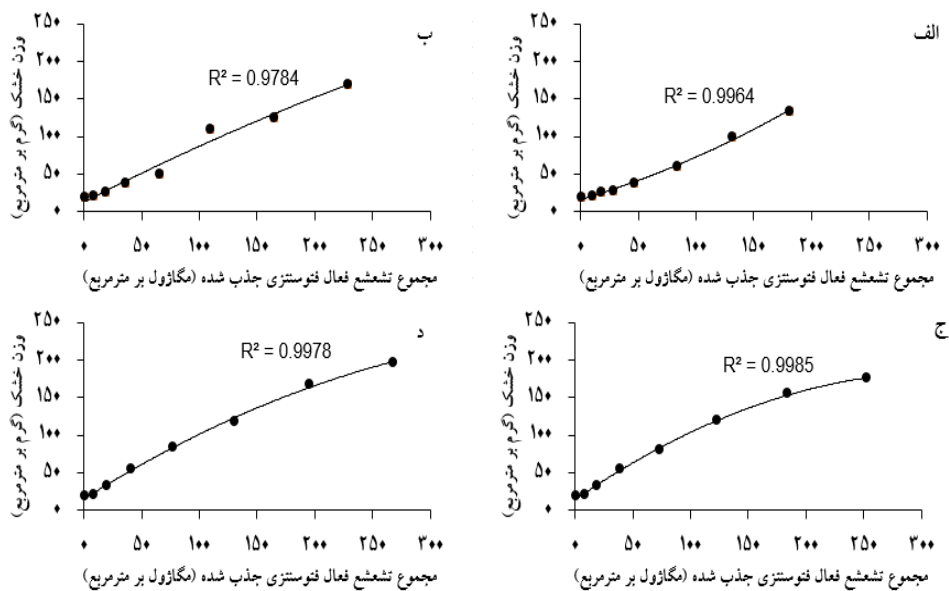 الف
R² = 0.9964
وزن خشک (گرم بر مترمربع)
۲۵۰
۲۰۰
۱۵۰
۱۰۰
۵۰
۰
۰ ۵۰ ۱۰۰ ۱۵۰ ۲۰۰ ۲۵۰ ۳۰۰
مجموع تشعشع فعال فتوسنتزی جذب شده (مگاژول بر مترمربع)
ب
R² = 0.9784
وزن خشک (گرم بر مترمربع)
۲۵۰
۲۰۰
۱۵۰
۱۰۰
۵۰
۰
۰ ۵۰ ۱۰۰ ۱۵۰ ۲۰۰ ۲۵۰ ۳۰۰
مجموع تشعشع فعال فتوسنتزی جذب شده (مگاژول بر مترمربع)
ج
R² = 0.9985
وزن خشک (گرم بر مترمربع)
۲۵۰
۲۰۰
۱۵۰
۱۰۰
۵۰
۰
۰ ۵۰ ۱۰۰ ۱۵۰ ۲۰۰ ۲۵۰ ۳۰۰
مجموع تشعشع فعال فتوسنتزی جذب شده (مگاژول بر مترمربع)
د
R² = 0.9978
وزن خشک (گرم بر مترمربع)
۲۵۰
۲۰۰
۱۵۰
۱۰۰
۵۰
۰
۰ ۵۰ ۱۰۰ ۱۵۰ ۲۰۰ ۲۵۰ ۳۰۰
مجموع تشعشع فعال فتوسنتزی جذب شده (مگاژول بر مترمربع)